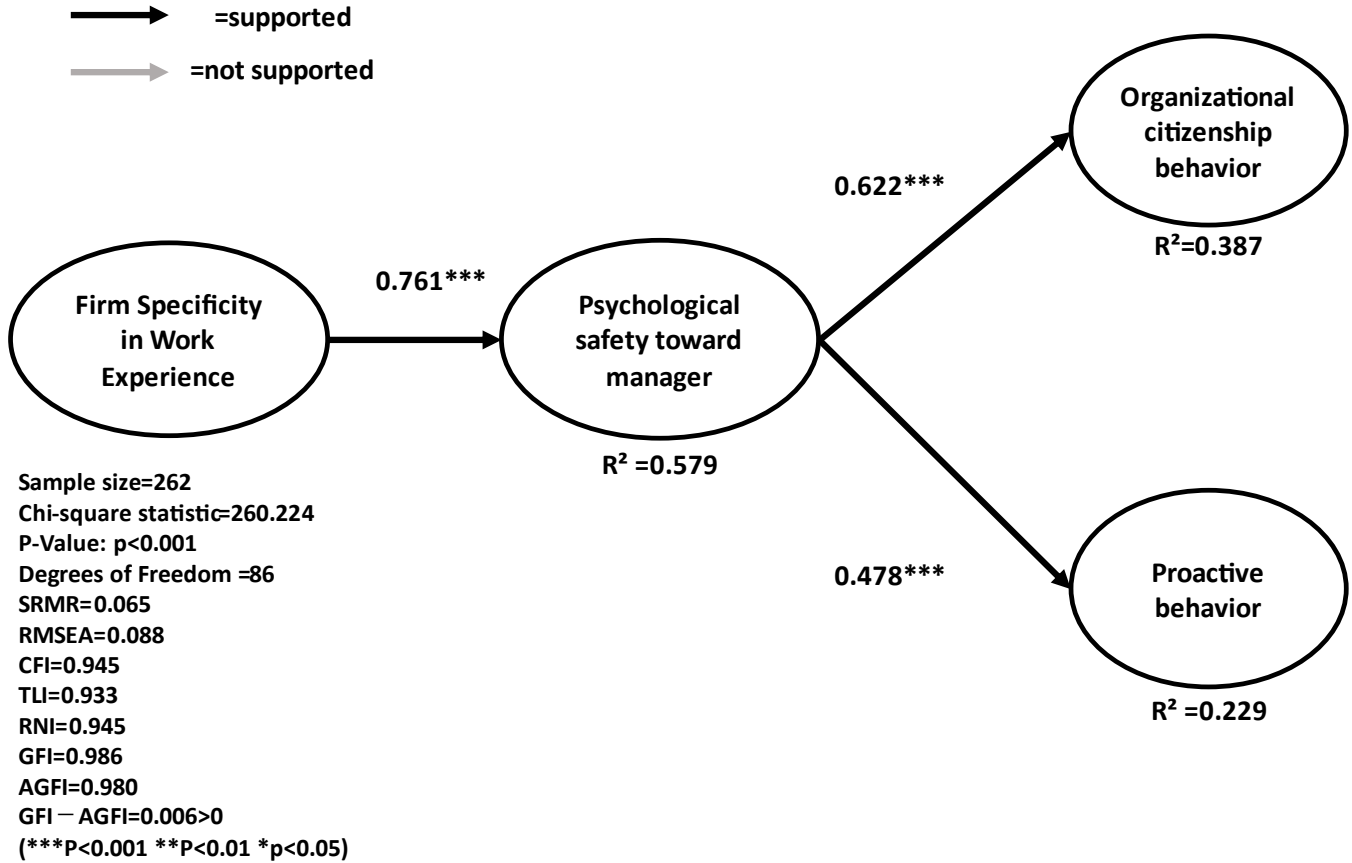 =supported
=not supported
Organizational
citizenship
behavior
0.622***
R²=0.387
0.761***
Firm Specificity
in Work
Experience
Psychological
safety toward
manager
R² =0.579
Sample size=262
Chi-square statistic=260.224
P-Value: p<0.001
Degrees of Freedom =86
SRMR=0.065
RMSEA=0.088
CFI=0.945
TLI=0.933
RNI=0.945
GFI=0.986
AGFI=0.980
GFI－AGFI=0.006>0
(***P<0.001 **P<0.01 *p<0.05)
0.478***
Proactive
behavior
R² =0.229